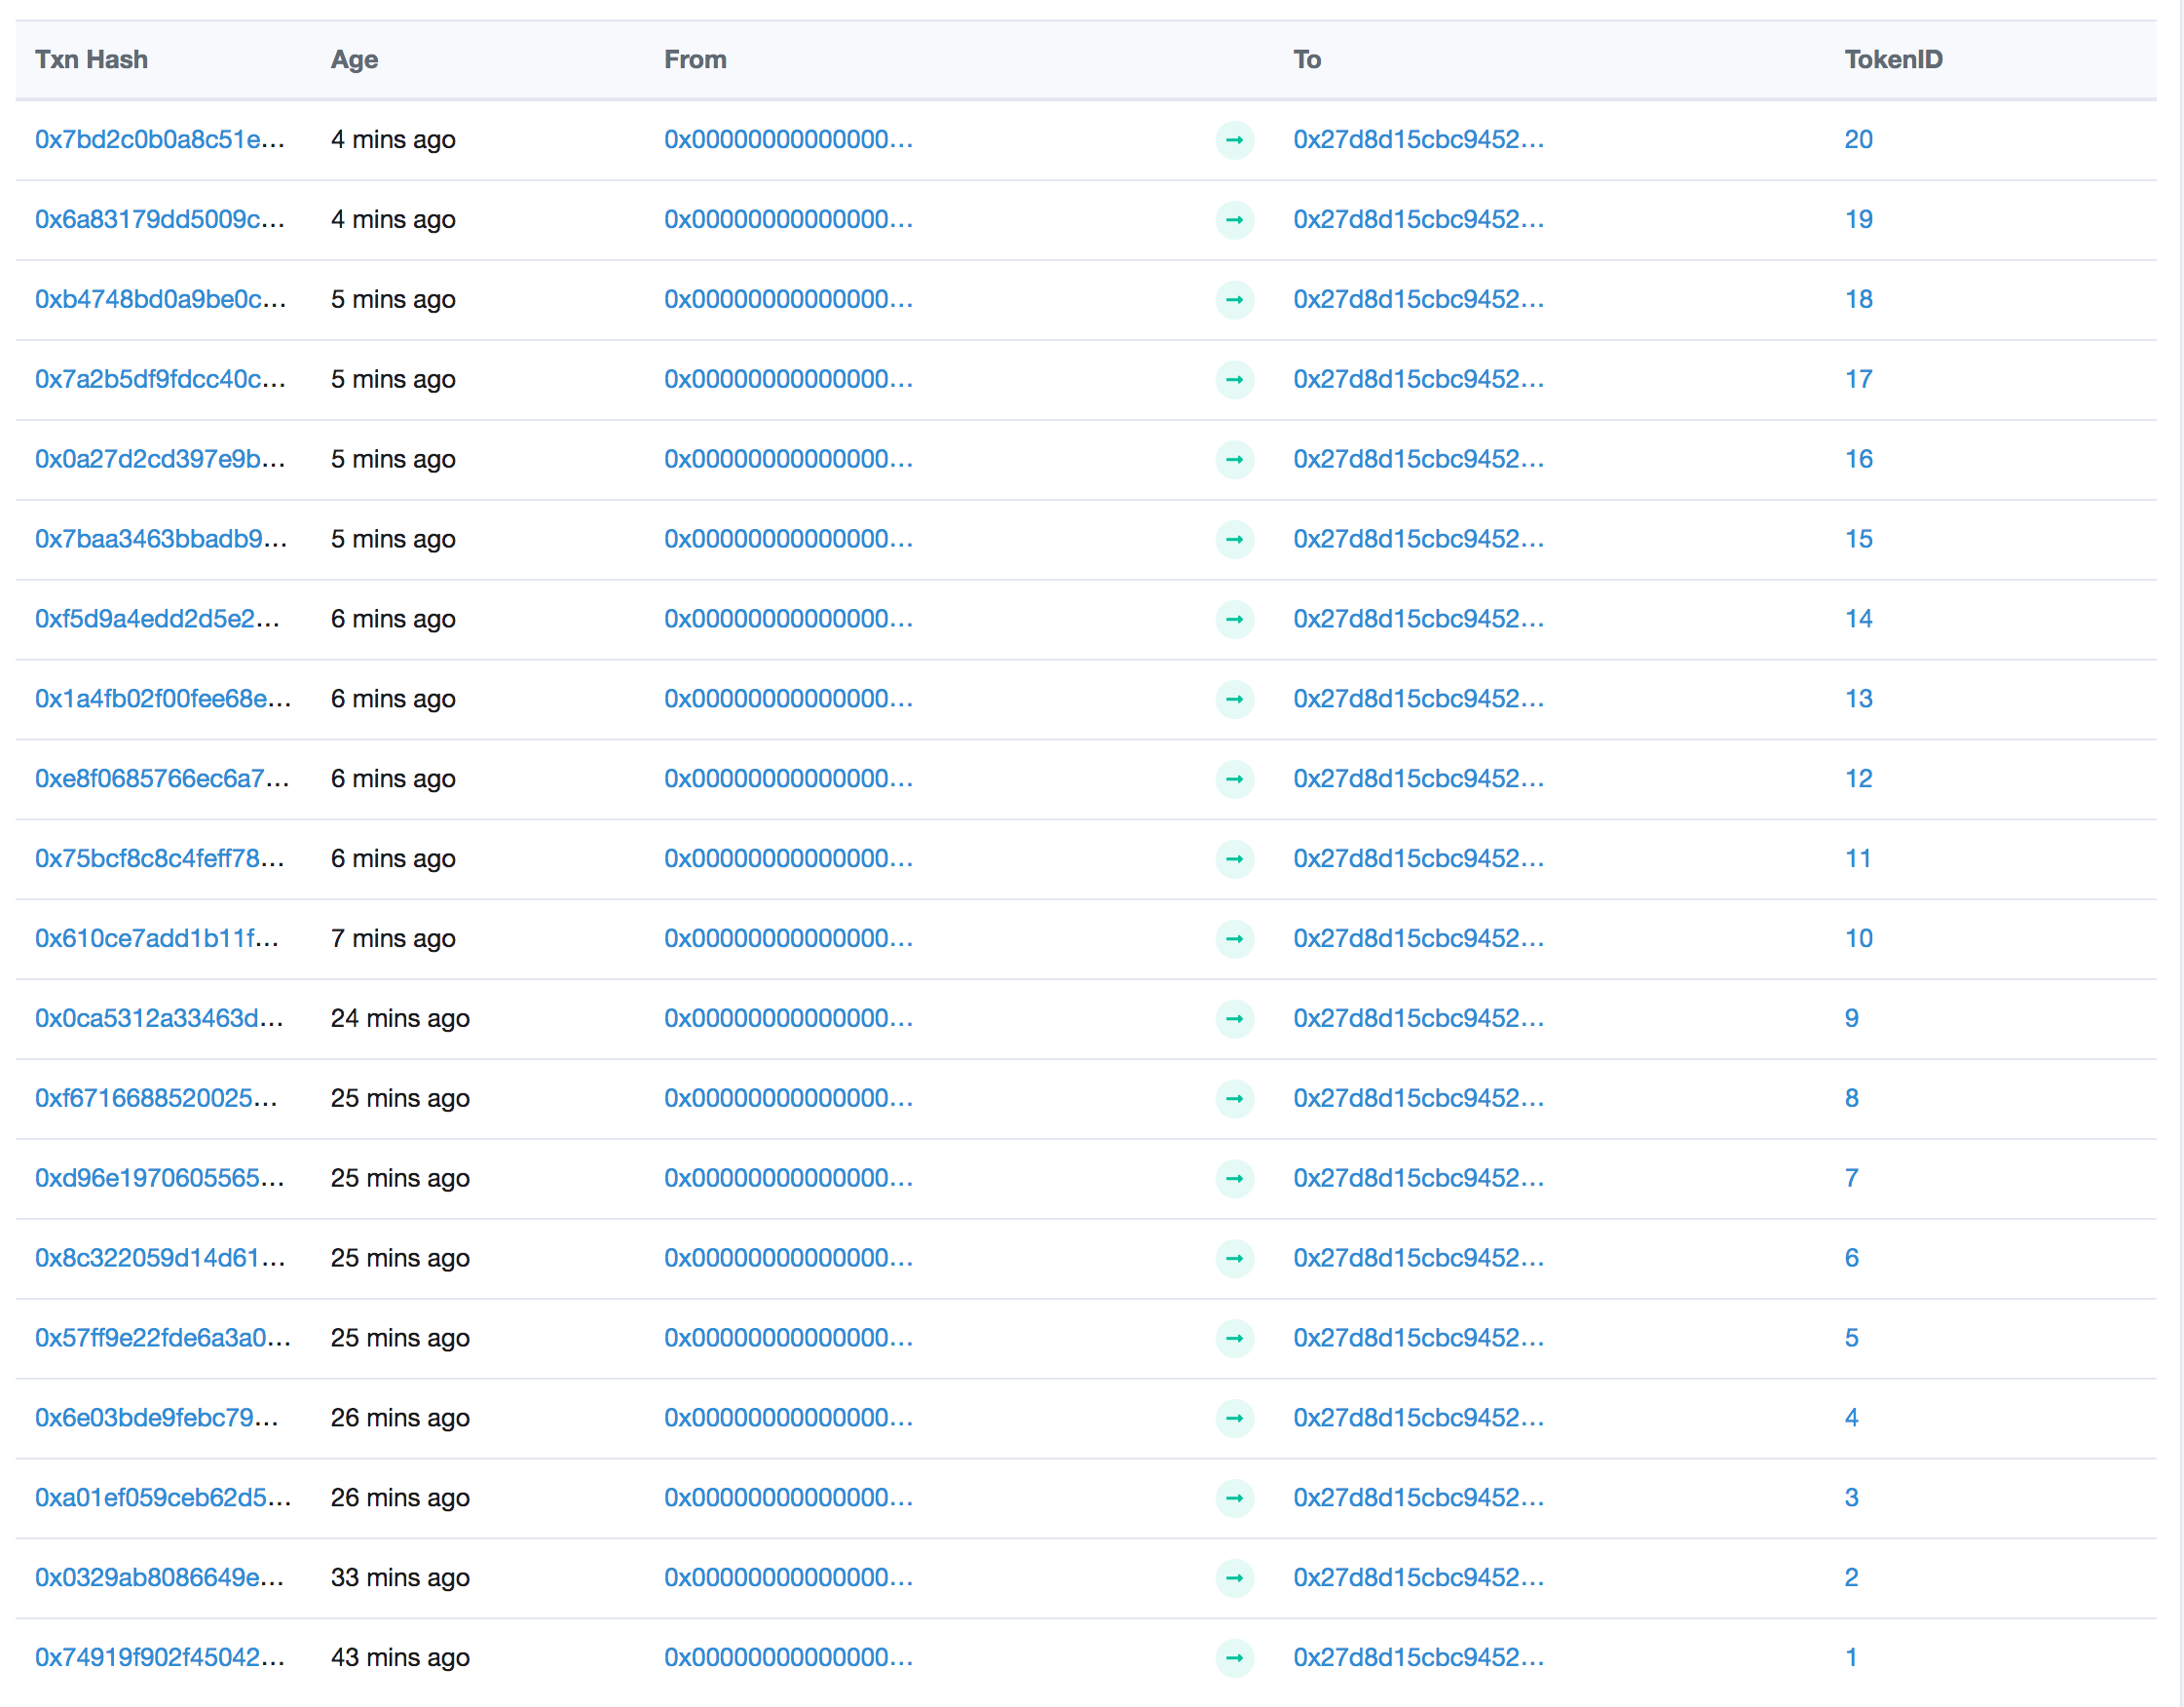 Txn Hash Age From To TokenID
0x7bd2c0b0a8c51e... 4 mins ago 0x00000000000000... 0x27d8d15cbc9452... 20
0x6a83179dd5009c... 4 mins ago 0x00000000000000... 0x27d8d15cbc9452... 19
0xb4748bd0a9be0c... 5 mins ago 0x00000000000000... 0x27d8d15cbc9452... 18
0x7a2b5df9fdcc40c... 5 mins ago 0x00000000000000... 0x27d8d15cbc9452... 17
0x0a27d2cd397e9b... 5 mins ago 0x00000000000000... 0x27d8d15cbc9452... 16
0x7baa3463bbadb9... 5 mins ago 0x00000000000000... 0x27d8d15cbc9452... 15
0xf5d9a4edd2d5e2... 6 mins ago 0x00000000000000... 0x27d8d15cbc9452... 14
0x1a4fb02f00fee68e... 6 mins ago 0x00000000000000... 0x27d8d15cbc9452... 13
0xe8f0685766ec6a7... 6 mins ago 0x00000000000000... 0x27d8d15cbc9452... 12
0x75bcf8c8c4feff78... 6 mins ago 0x00000000000000... 0x27d8d15cbc9452... 11
0x610ce7add1b11f... 7 mins ago 0x00000000000000... 0x27d8d15cbc9452... 10
0x0ca5312a33463d... 24 mins ago 0x00000000000000... 0x27d8d15cbc9452... 9
0xf6716688520025... 25 mins ago 0x00000000000000... 0x27d8d15cbc9452... 8
0xd96e1970605565... 25 mins ago 0x00000000000000... 0x27d8d15cbc9452... 7
0x8c322059d14d61... 25 mins ago 0x00000000000000... 0x27d8d15cbc9452... 6
0x57ff9e22fde6a3a0... 25 mins ago 0x00000000000000... 0x27d8d15cbc9452... 5
0x6e03bde9febc79... 26 mins ago 0x00000000000000... 0x27d8d15cbc9452... 4
0xa01ef059ceb62d5... 26 mins ago 0x00000000000000... 0x27d8d15cbc9452... 3
0x0329ab8086649e... 33 mins ago 0x00000000000000... 0x27d8d15cbc9452... 2
0x74919f902f45042... 43 mins ago 0x00000000000000... 0x27d8d15cbc9452... 1